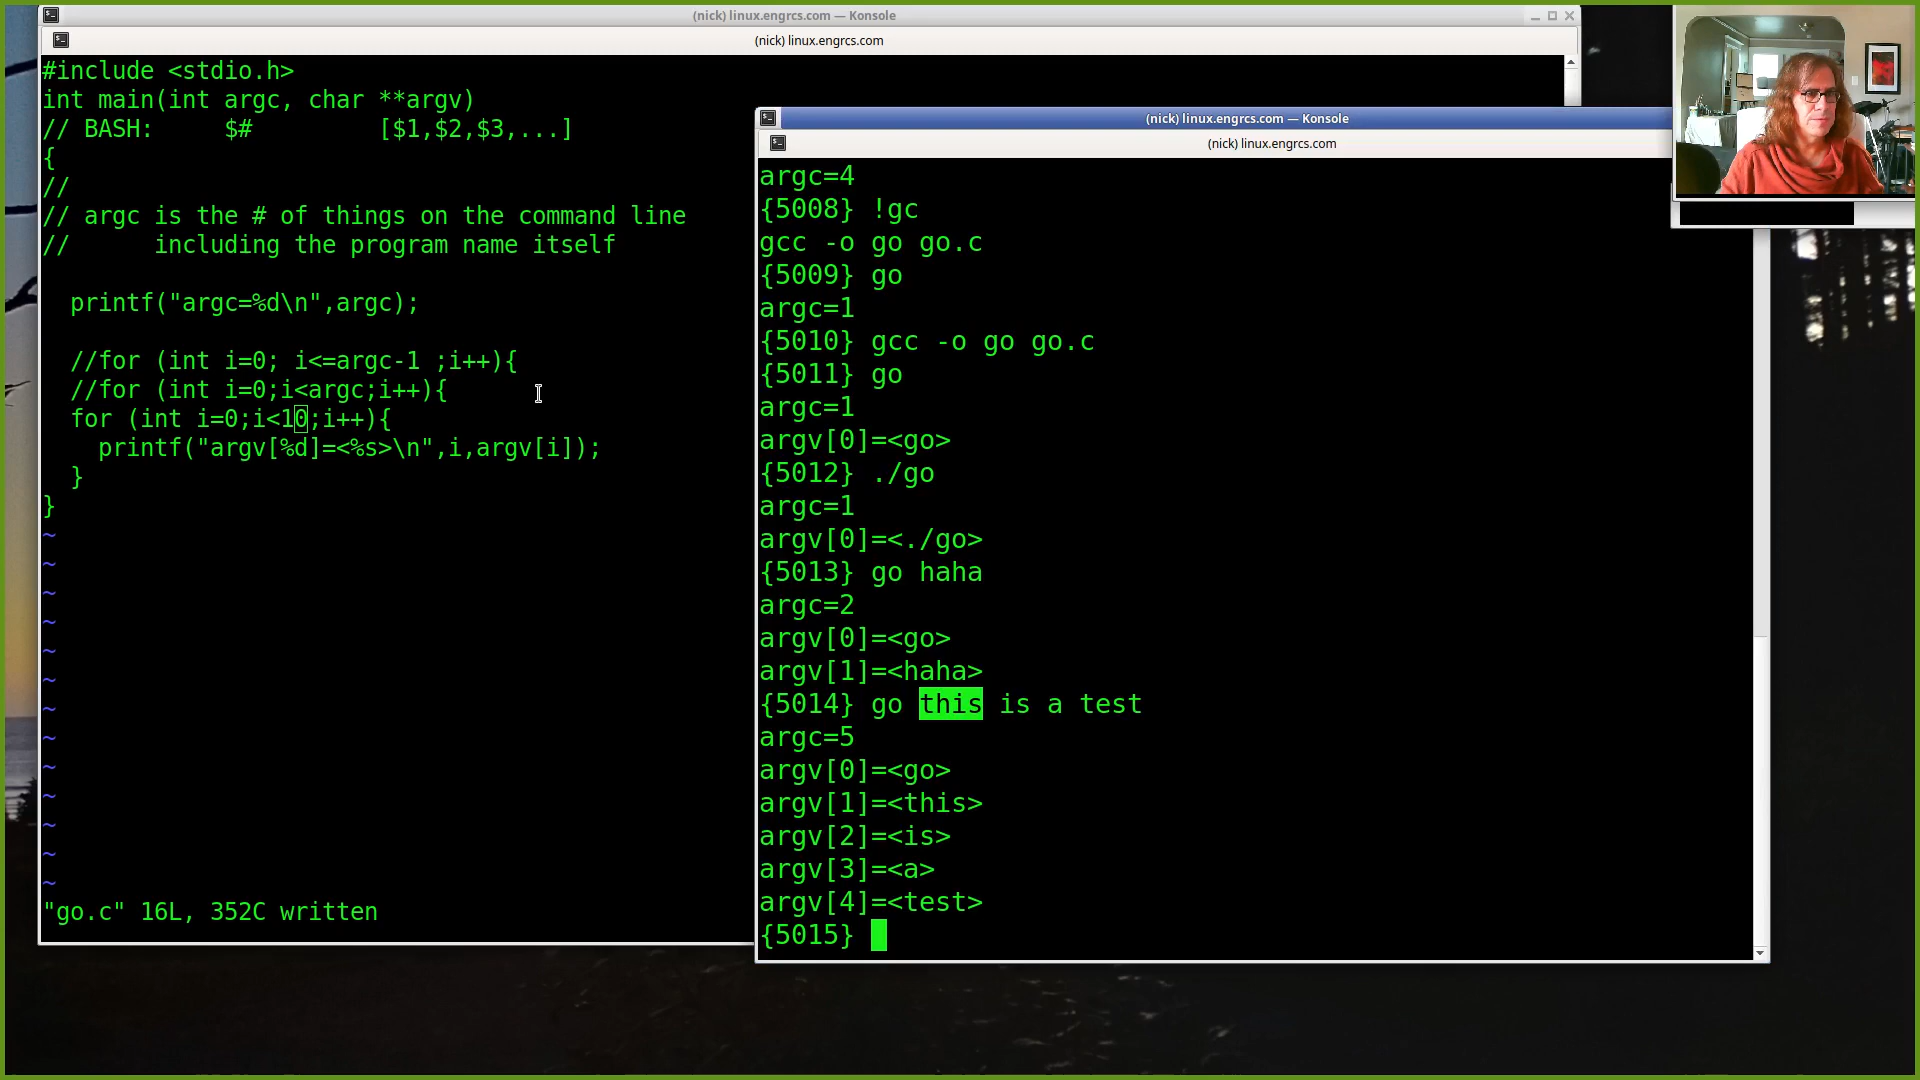 (nick) linux.engrcs.com — Konsole
(nick) linux.engrcs.com
#include <stdio.h>
int main(int argc, char **argv)
// BASH:     $#         [$1,$2,$3,...]
{
//
// argc is the # of things on the command line
//      including the program name itself
  printf("argc=%d\n",argc);
  //for (int i=0; i<=argc-1 ;i++){
  //for (int i=0;i<argc;i++){
  for (int i=0;i<10;i++){
    printf("argv[%d]=<%s>\n",i,argv[i]);
  }
}
~
~
~
~
~
~
~
~
~
~
~
~
~
"go.c" 16L, 352C written
(nick) linux.engrcs.com — Konsole
(nick) linux.engrcs.com
argc=4
{5008} !gc
gcc -o go go.c
{5009} go
argc=1
{5010} gcc -o go go.c
{5011} go
argc=1
argv[0]=<go>
{5012} ./go
argc=1
argv[0]=<./go>
{5013} go haha
argc=2
argv[0]=<go>
argv[1]=<haha>
{5014} go this is a test
argc=5
argv[0]=<go>
argv[1]=<this>
argv[2]=<is>
argv[3]=<a>
argv[4]=<test>
{5015}